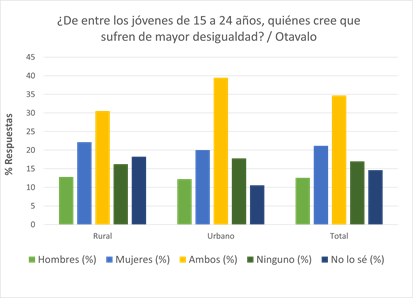 ¿De entre los jóvenes de 15 a 24 años, quiénes cree que
sufren de mayor desigualdad? / Otavalo
% Respuestas
45
40
35
30
25
20
15
10
5
0
Rural
Urbano
Total
Hombres (%) Mujeres (%) Ambos (%) Ninguno (%) No lo sé (%)